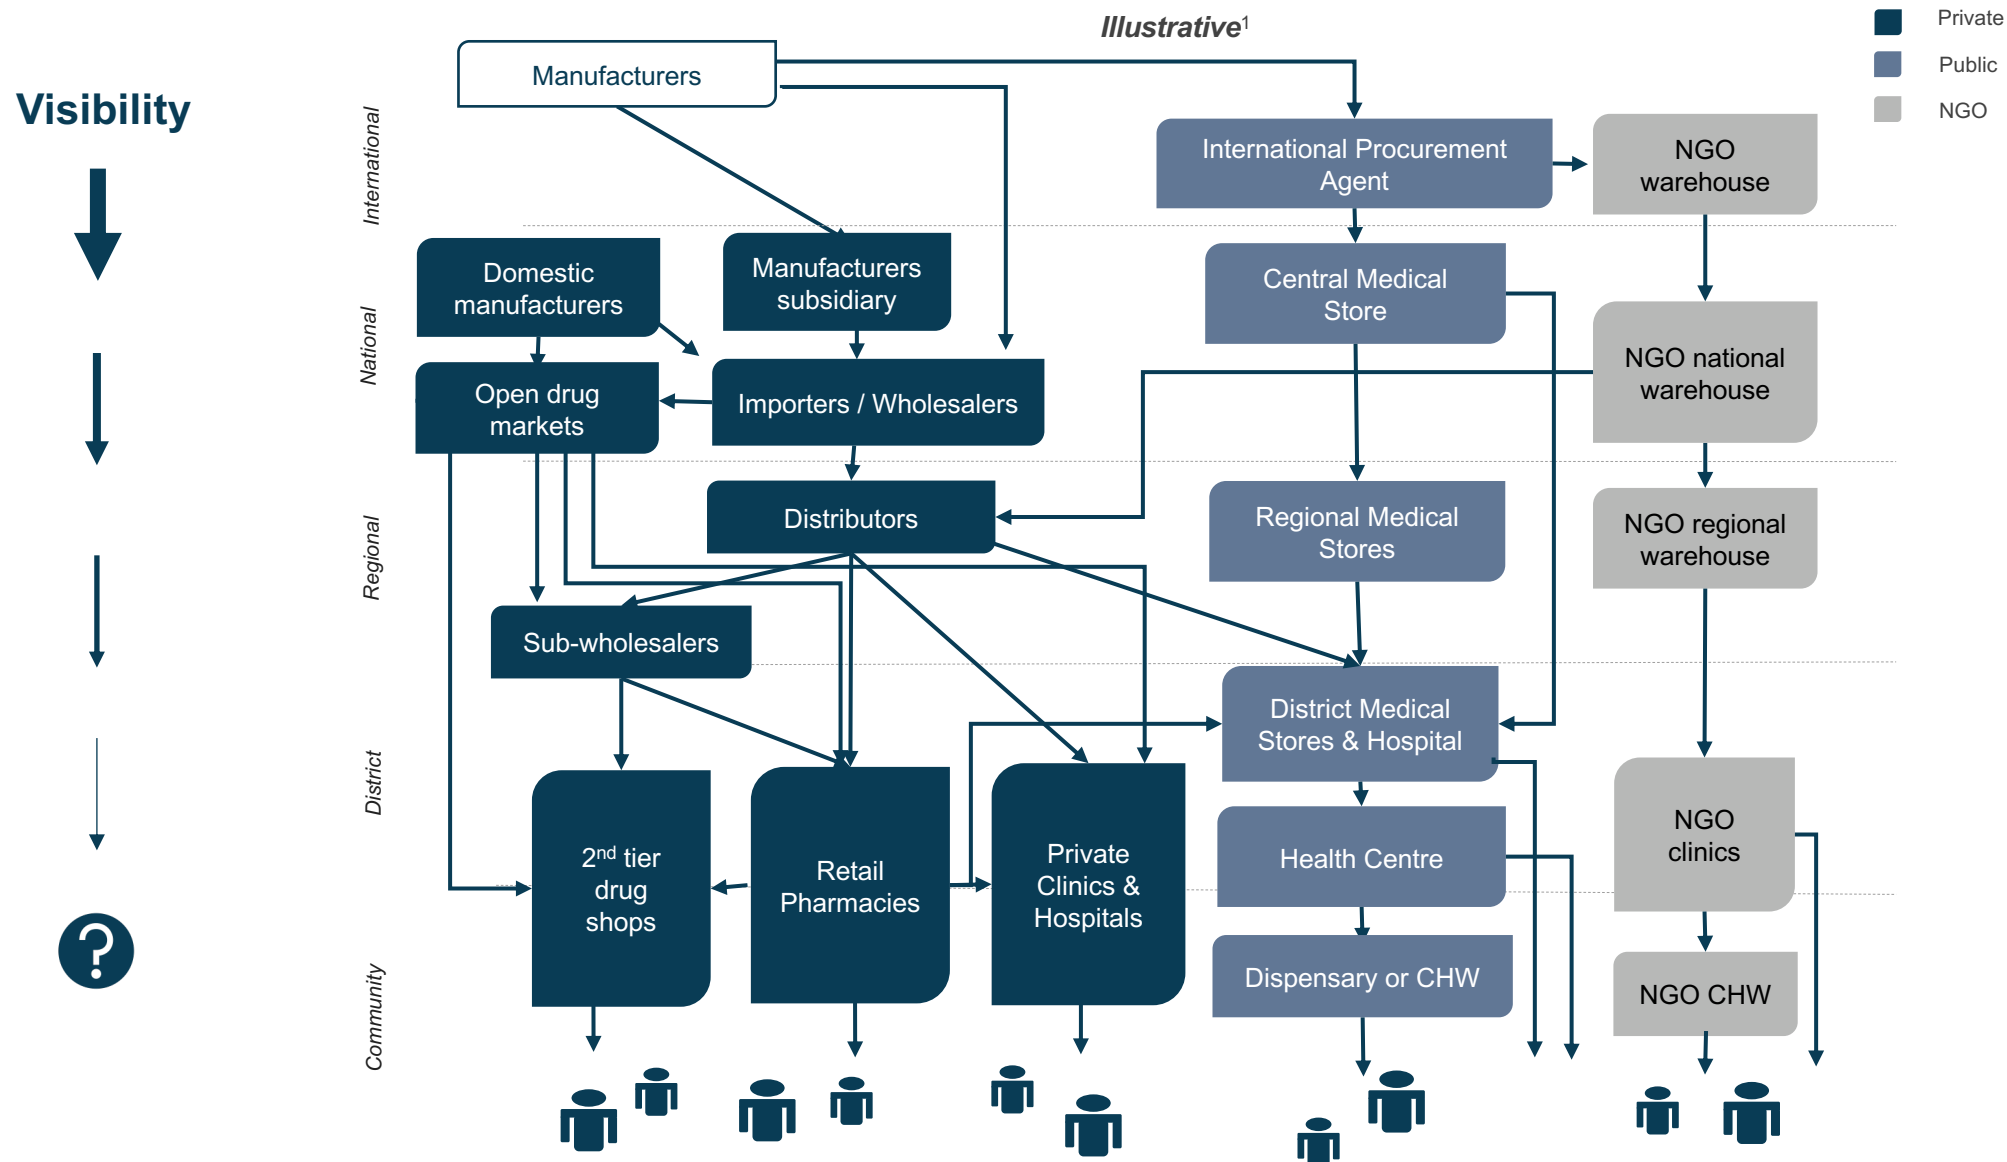 Illustrative1
Private
Public
NGO
Visibility
International
National
Regional
District
Community
Manufacturers
International Procurement
Agent
NGO
warehouse
Domestic
manufacturers
Manufacturers
subsidiary
Central Medical
Store
NGO national
warehouse
Open drug
markets
Importers / Wholesalers
Distributors
Regional Medical
Stores
NGO regional
warehouse
Sub-wholesalers
District Medical
Stores & Hospital
2nd tier
drug
shops
Retail
Pharmacies
Private
Clinics &
Hospitals
Health Centre
NGO
clinics
Dispensary or CHW
NGO CHW
?